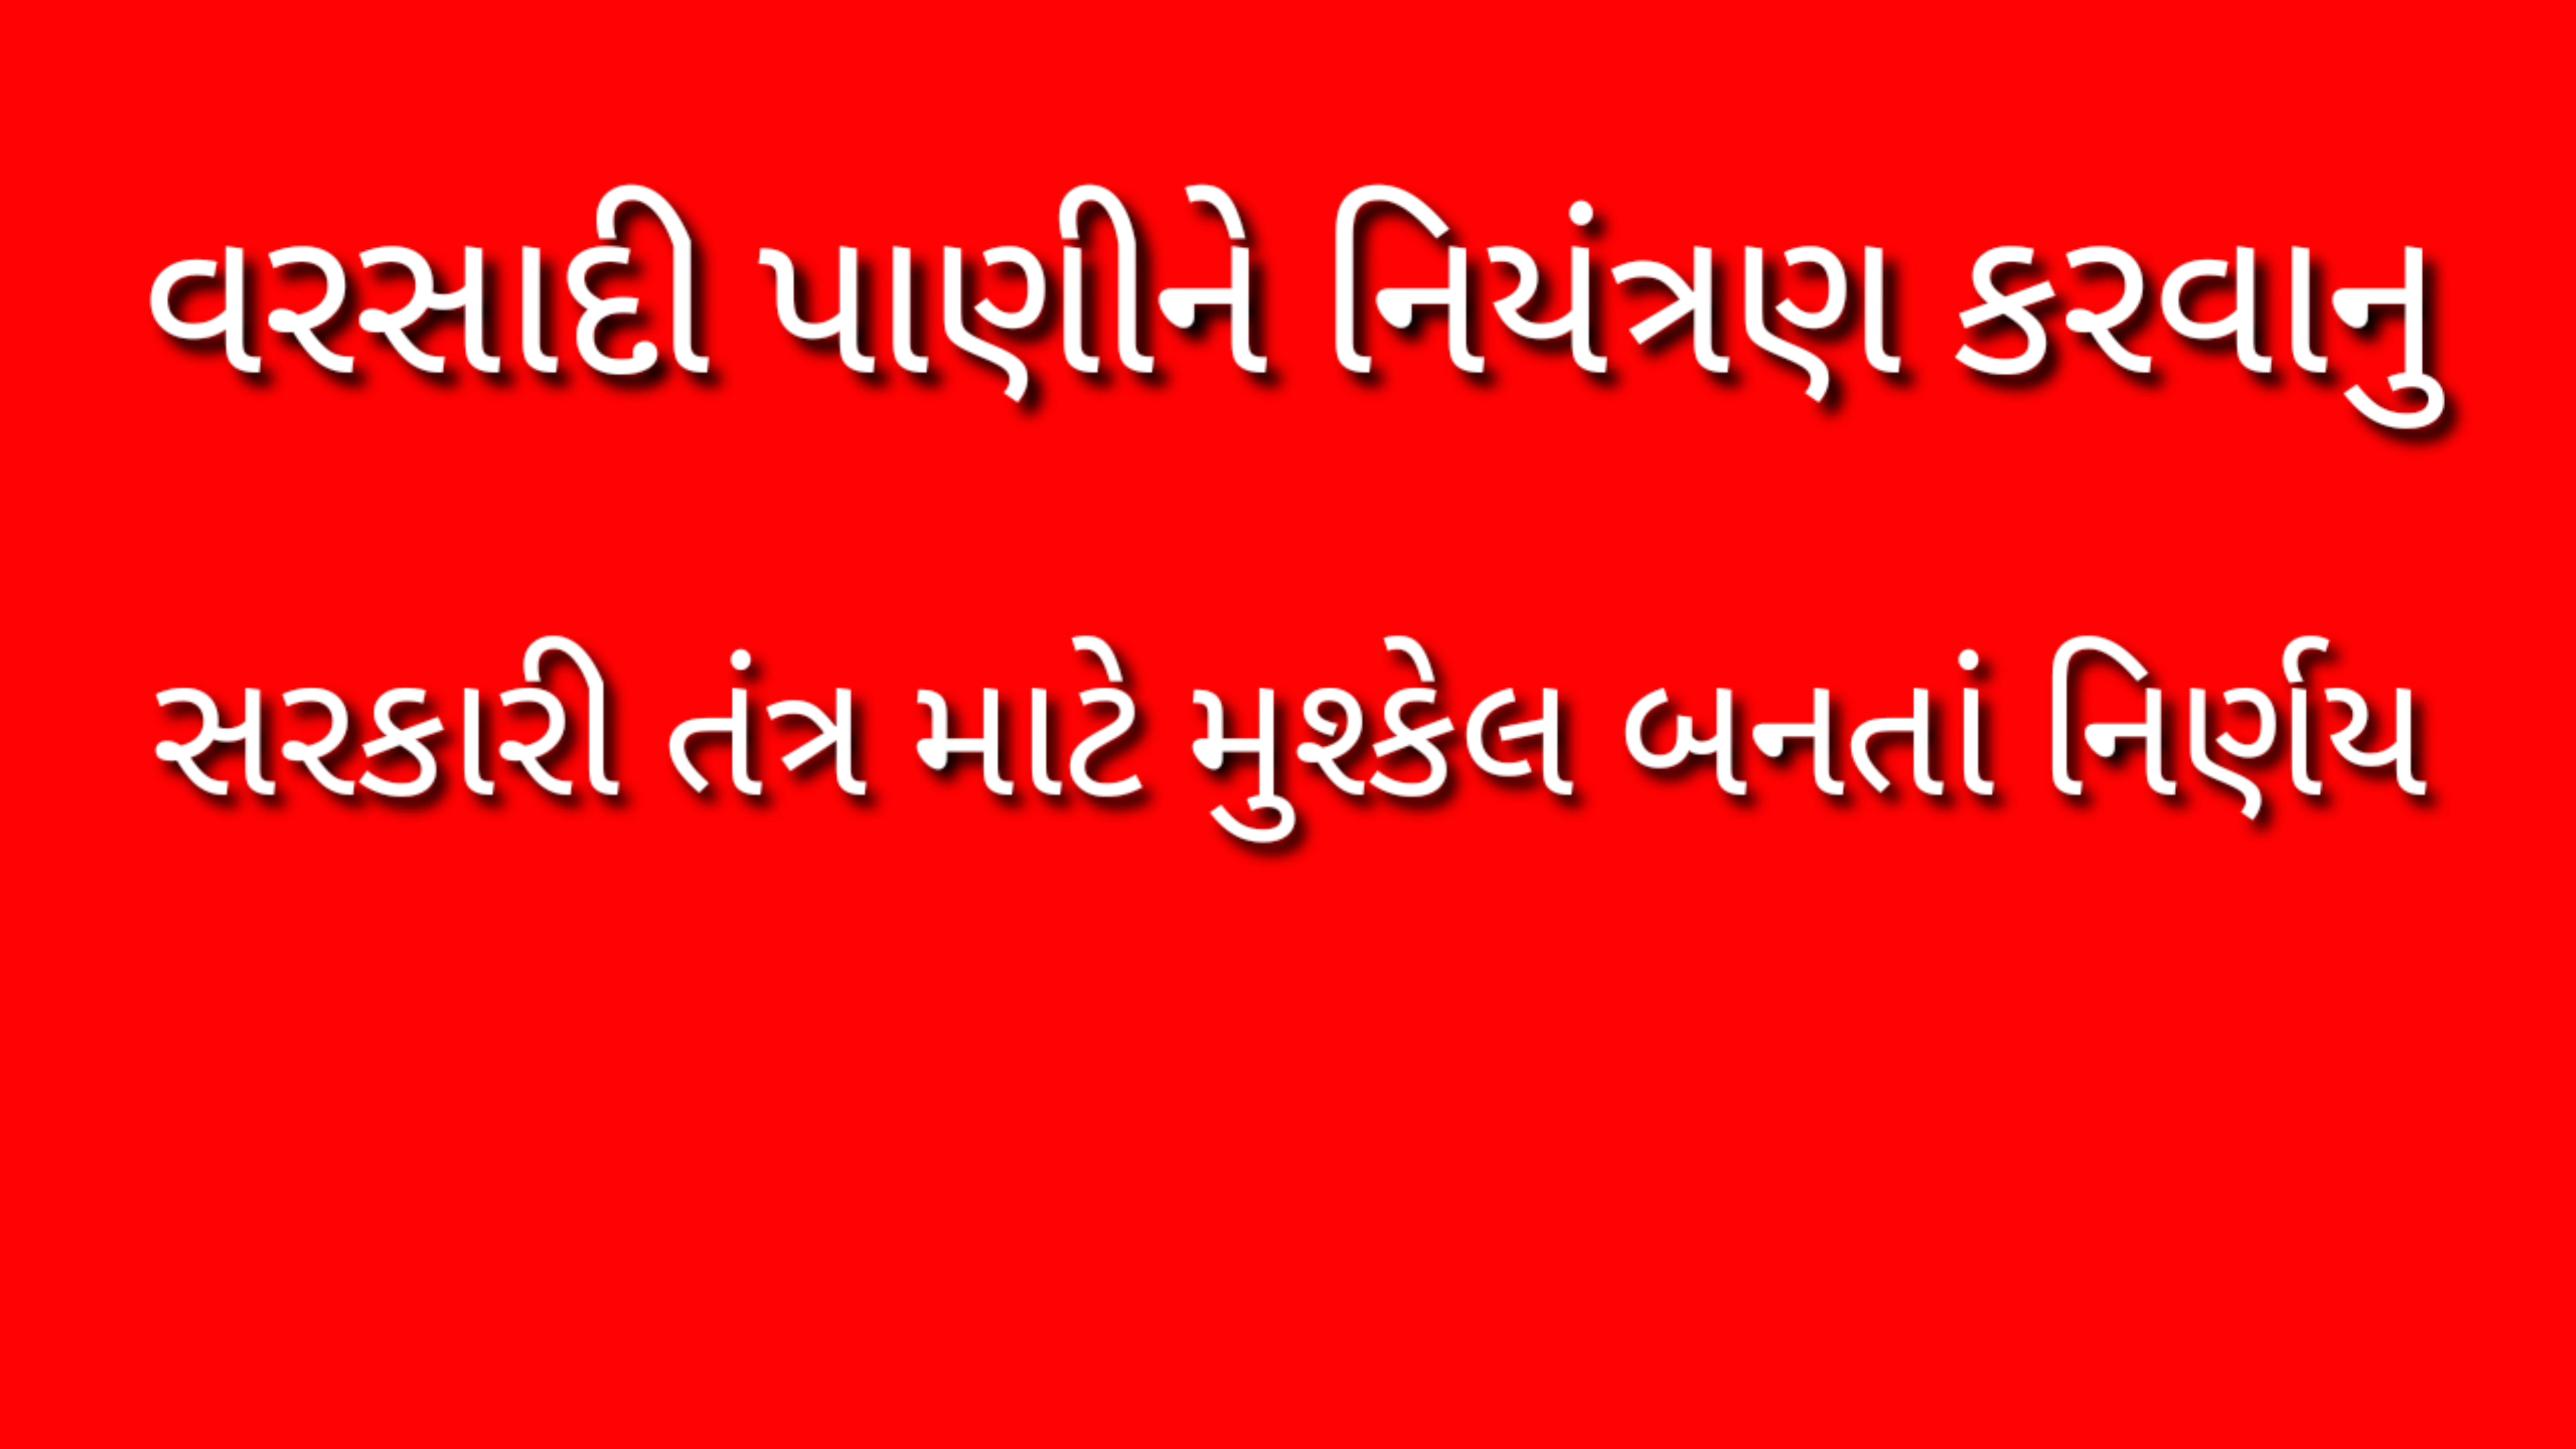 વરસાદી પાણીને નિયંત્રણ કરવાનુ
સરકારી તંત્ર માટે મુશ્કેલ બનતાં નિર્ણય